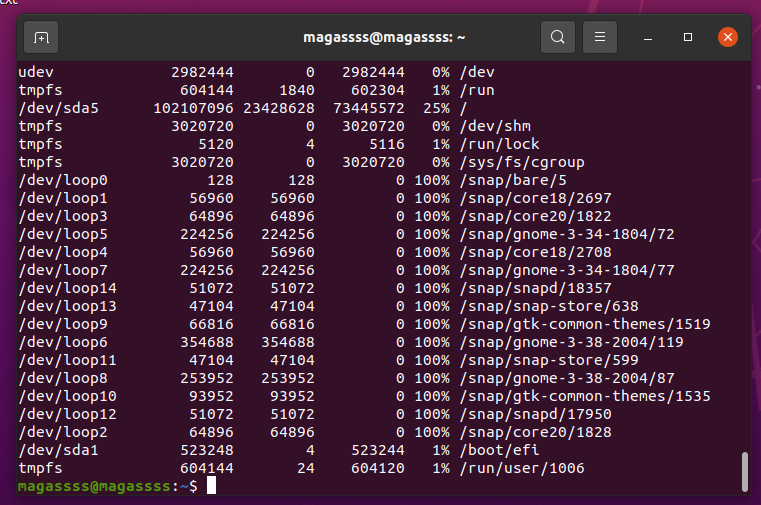 magassss@magassss: ~
udev 2982444 0 2982444 0% /dev
tmpfs 604144 1840 602304 1% /run
/dev/sda5 102107096 23428628 73445572 25% /
tmpfs 3020720 0 3020720 0% /dev/shm
tmpfs 5120 4 5116 1% /run/lock
tmpfs 3020720 0 3020720 0% /sys/fs/cgroup
/dev/loop0 128 128 0 100% /snap/bare/5
/dev/loop1 56960 56960 0 100% /snap/core18/2697
/dev/loop3 64896 64896 0 100% /snap/core20/1822
/dev/loop5 224256 224256 0 100% /snap/gnome-3-34-1804/72
/dev/loop4 56960 56960 0 100% /snap/core18/2708
/dev/loop7 224256 224256 0 100% /snap/gnome-3-34-1804/77
/dev/loop14 51072 51072 0 100% /snap/snapd/18357
/dev/loop13 47104 47104 0 100% /snap/snap-store/638
/dev/loop9 66816 66816 0 100% /snap/gtk-common-themes/1519
/dev/loop6 354688 354688 0 100% /snap/gnome-3-38-2004/119
/dev/loop11 47104 47104 0 100% /snap/snap-store/599
/dev/loop8 253952 253952 0 100% /snap/gnome-3-38-2004/87
/dev/loop10 93952 93952 0 100% /snap/gtk-common-themes/1535
/dev/loop12 51072 51072 0 100% /snap/snapd/17950
/dev/loop2 64896 64896 0 100% /snap/core20/1828
/dev/sda1 523248 4 523244 1% /boot/efi
tmpfs 604144 24 604120 1% /run/user/1006
magassss@magassss:~$